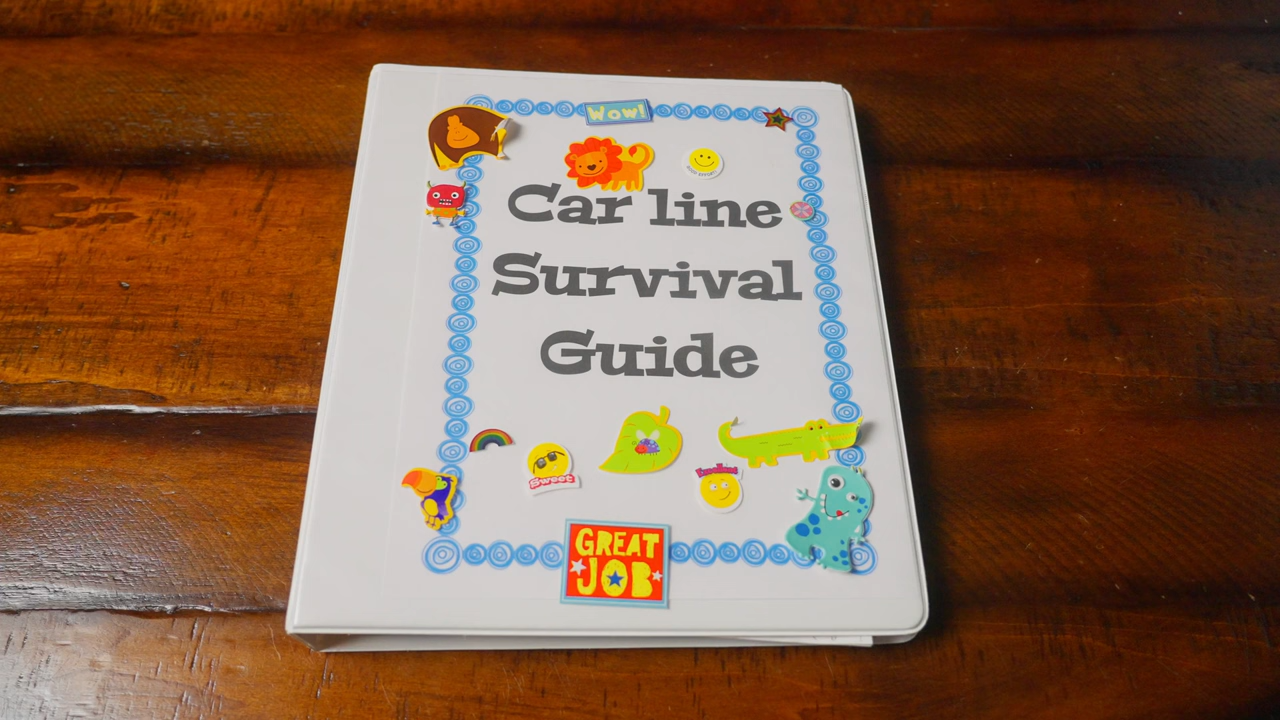 Wow!
Car line
Survival
Guide
Sweet
Excellent
GREAT
JOB